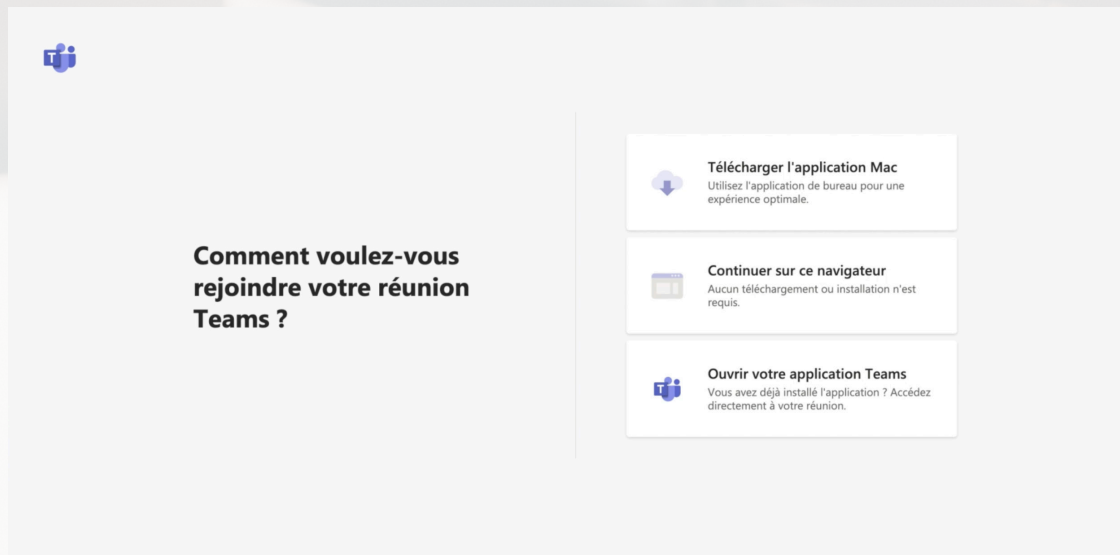 Comment voulez-vous
rejoindre votre réunion
Teams ?
Télécharger l'application Mac
Utilisez l'application de bureau pour une
expérience optimale.
Continuer sur ce navigateur
Aucun téléchargement ou installation n'est
requis.
Ouvrir votre application Teams
Vous avez déjà installé l'application ? Accédez
directement à votre réunion.